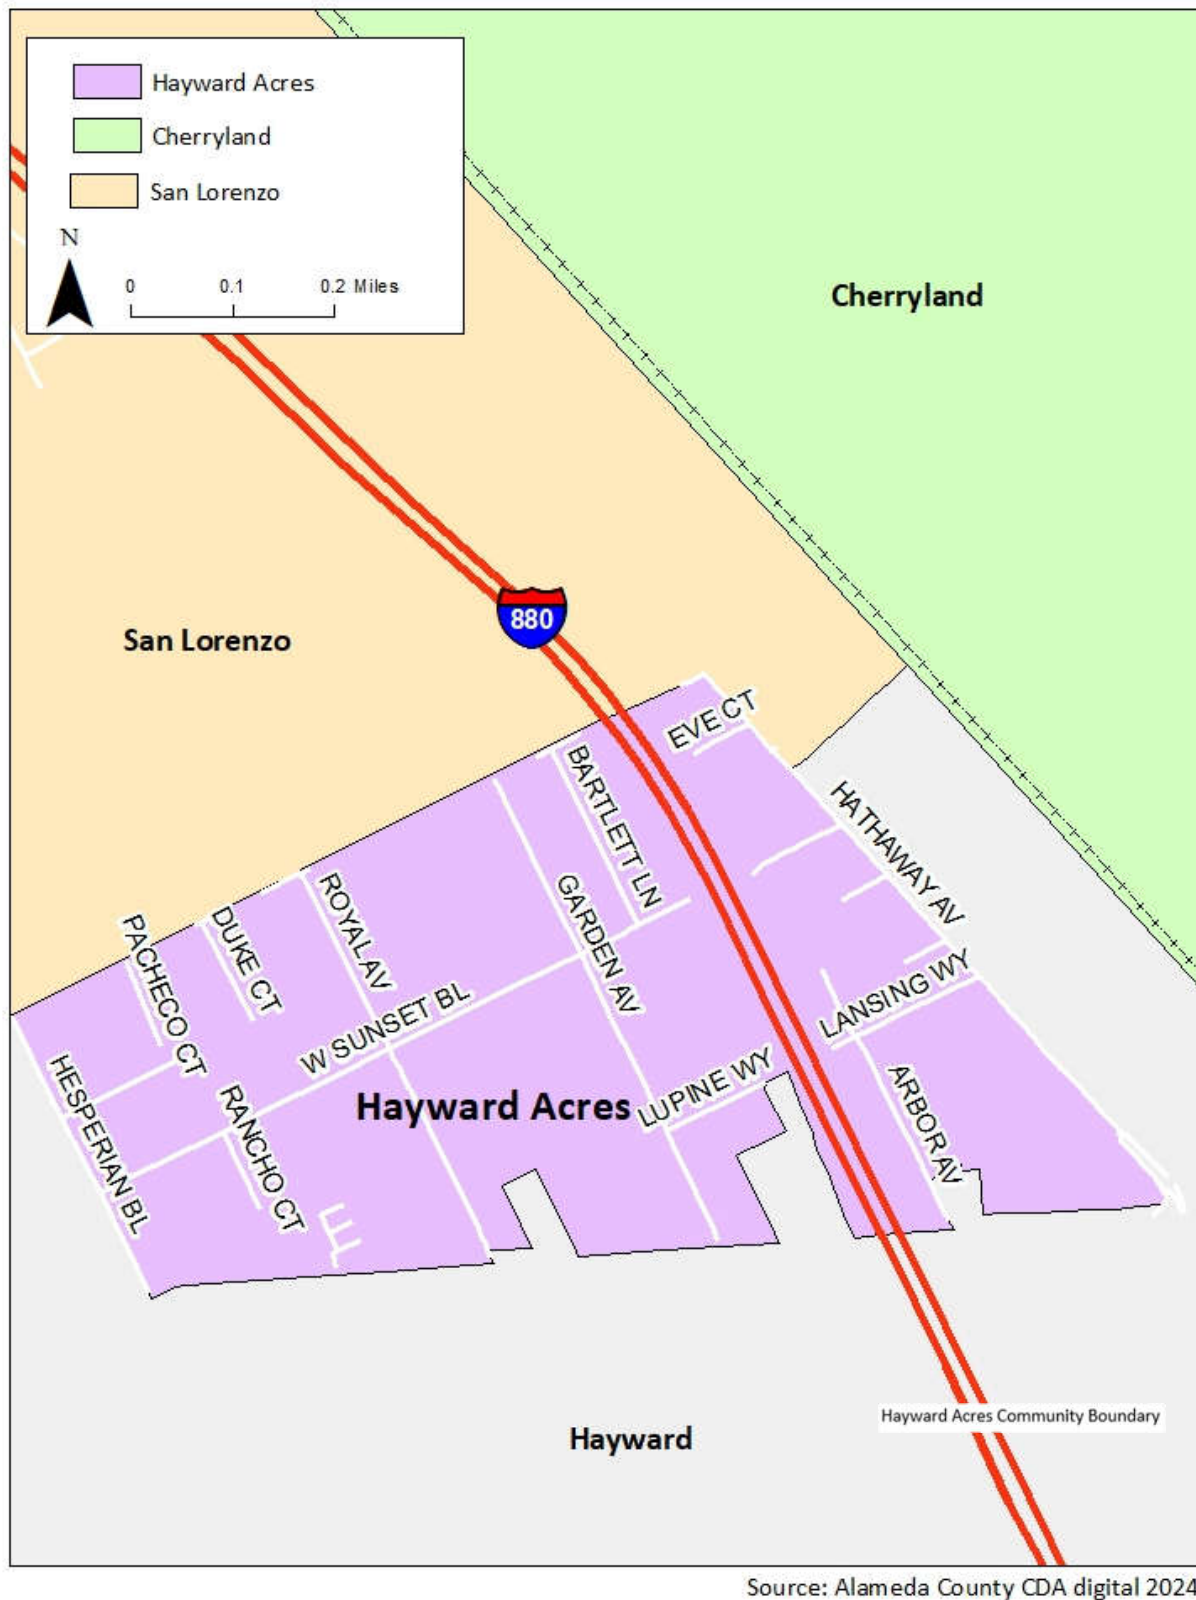 Hayward Acres
Cherryland
San Lorenzo
N
0 0.1 0.2 Miles
Cherryland
880
San Lorenzo
EVE CT
BARTLETT LN
HATHAWAY AV
GARDEN AV
ROYAL AV
DUKE CT
PACHECO CT
W SUNSET BL
LANSING WY
HESPERIAN BL
RANCHO CT
Hayward Acres
LUPINE WY
ARBOR AV
Hayward Acres Community Boundary
Hayward
Source: Alameda County CDA digital 2024